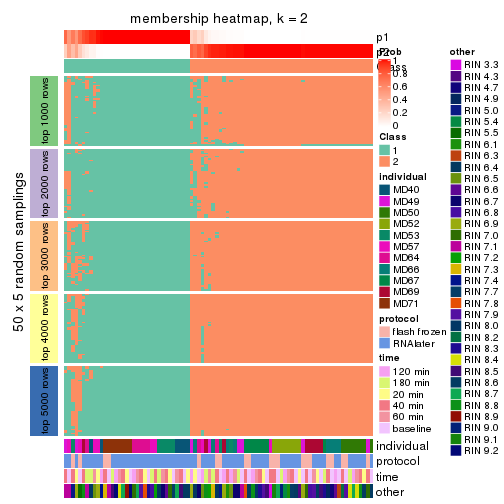 membership heatmap, k = 2
p1
p2
Class
50 x 5 random samplings
top 1000 rows
top 2000 rows
top 3000 rows
top 4000 rows
top 5000 rows
individual
protocol
time
other
Prob
1
0.8
0.6
0.4
0.2
0
Class
1
2
individual
MD40
MD49
MD50
MD52
MD53
MD57
MD64
MD66
MD67
MD69
MD71
protocol
flash frozen
RNAlater
time
120 min
180 min
20 min
40 min
60 min
baseline
other
RIN 3.3
RIN 4.3
RIN 4.7
RIN 4.9
RIN 5.0
RIN 5.4
RIN 5.5
RIN 6.1
RIN 6.3
RIN 6.4
RIN 6.5
RIN 6.6
RIN 6.7
RIN 6.8
RIN 6.9
RIN 7.0
RIN 7.1
RIN 7.2
RIN 7.3
RIN 7.4
RIN 7.7
RIN 7.8
RIN 7.9
RIN 8.0
RIN 8.2
RIN 8.3
RIN 8.4
RIN 8.5
RIN 8.6
RIN 8.7
RIN 8.8
RIN 8.9
RIN 9.0
RIN 9.1
RIN 9.2